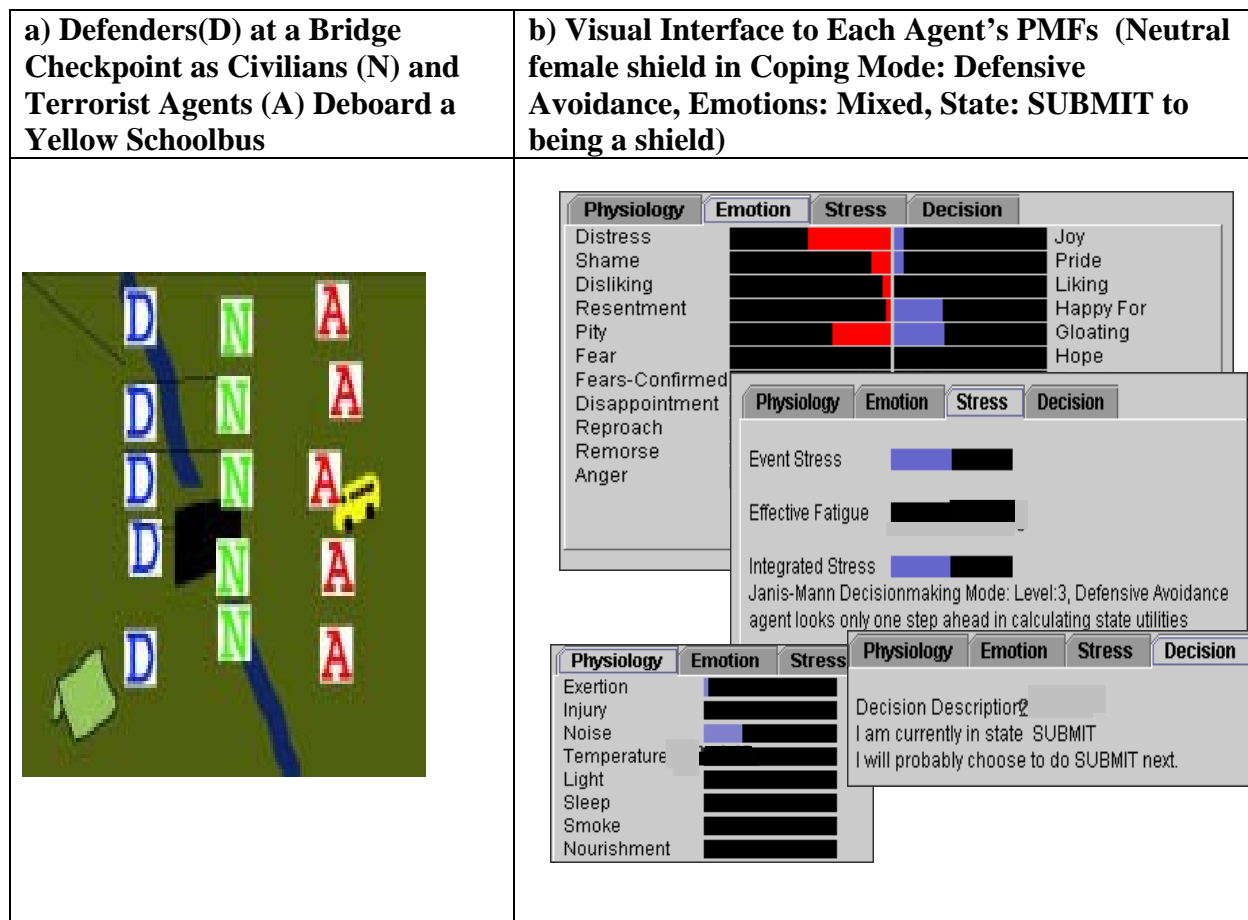 a) Defenders(D) at a Bridge
Checkpoint as Civilians (N) and
Terrorist Agents (A) Deboard a
Yellow Schoolbus
b) Visual Interface to Each Agent's PMFs (Neutral
female shield in Coping Mode: Defensive
Avoidance, Emotions: Mixed, State: SUBMIT to
being a shield)
D N A
A
D N
D N A
D N A
N
D A
Physiology Emotion Stress Decision
Distress Joy
Shame Pride
Disliking Liking
Resentment Happy For
Pity Gloating
Fear Hope
Fears-Confirmed
Disappointment
Reproach
Remorse
Anger
Physiology Emotion Stress Decision
Event Stress
Effective Fatigue
Integrated Stress
Janis-Mann Decisionmaking Mode: Level:3, Defensive Avoidance
agent looks only one step ahead in calculating state utilities
Physiology Emotion Stress
Exertion
Injury
Noise
Temperature
Light
Sleep
Smoke
Nourishment
Physiology Emotion Stress Decision
Decision Description
I am currently in state SUBMIT
I will probably choose to do SUBMIT next.